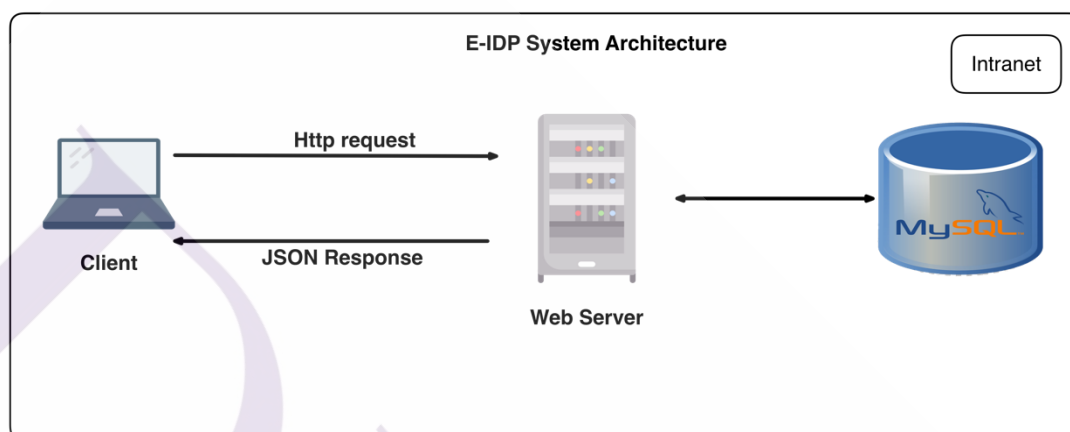 E-IDP System Architecture
Intranet
Http request
JSON Response
Client
Web Server
MySQL